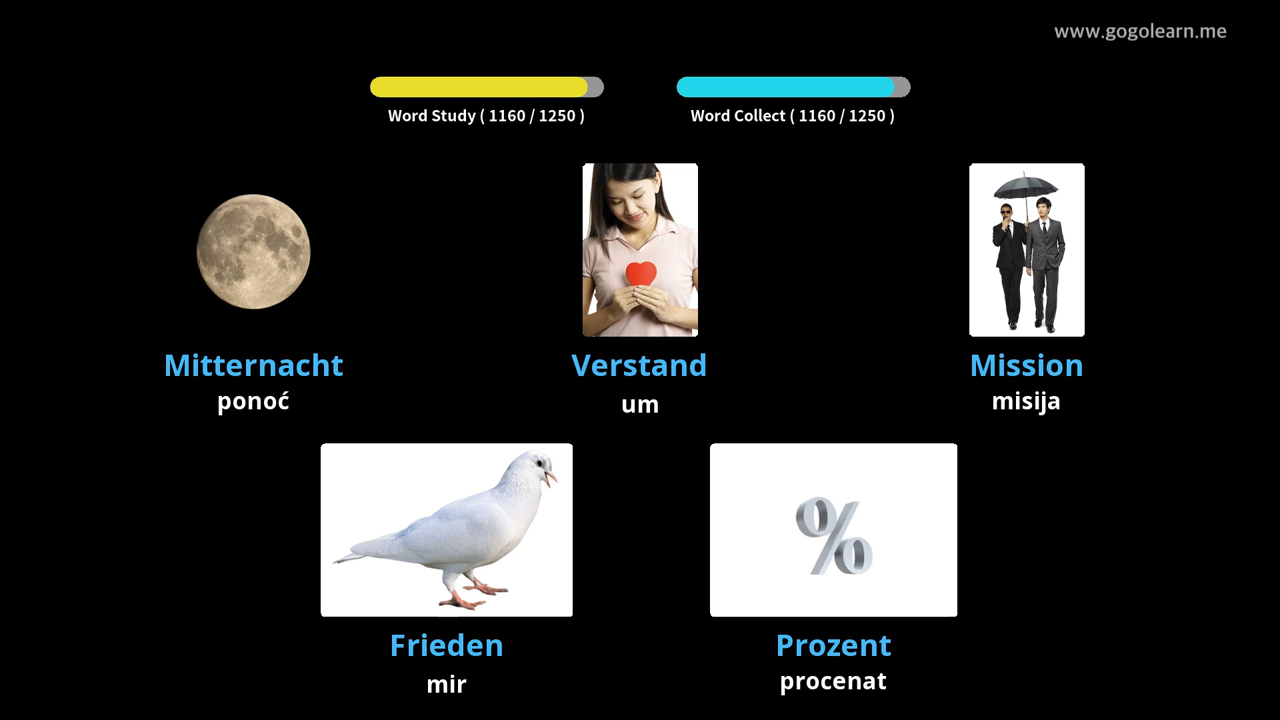 www.gogolearn.me
Word Study ( 1160 / 1250 )
Word Collect ( 1160 / 1250 )
Mitternacht
ponoć
Verstand
um
Mission
misija
%
Frieden
mir
Prozent
procenat